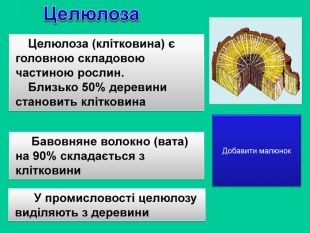 Целюлоза
Целюлоза (клітковина) є
головною складовою
частиною рослин.
Близько 50% деревини
становить клітковина
Бавовняне волокно (вата)
на 90% складається з
клітковини
Добавити малюнок
У промисловості целюлозу
виділяють з деревини